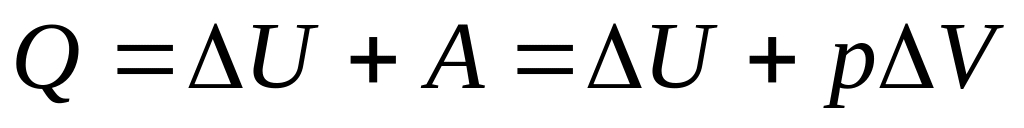 Q = ΔU + A = ΔU + pΔV